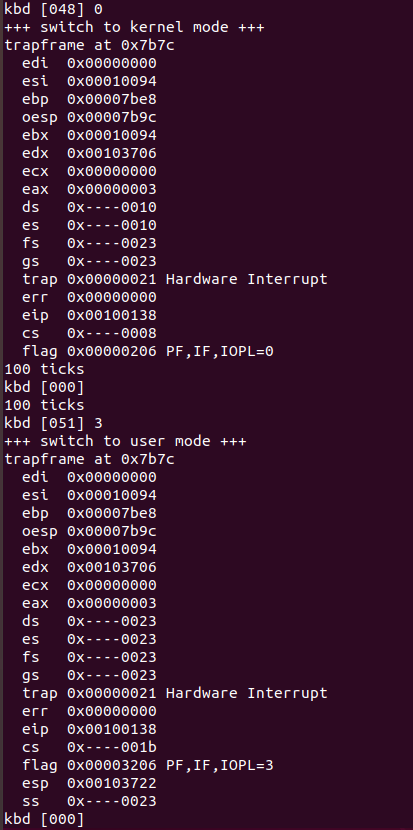 kbd [048] 0
+++ switch to kernel mode +++
trapframe at 0x7b7c
  edi  0x00000000
  esi  0x00010094
  ebp  0x00007be8
  oesp 0x00007b9c
  ebx  0x00010094
  edx  0x00103706
  ecx  0x00000000
  eax  0x00000003
  ds   0x----0010
  es   0x----0010
  fs   0x----0023
  gs   0x----0023
  trap 0x00000021 Hardware Interrupt
  err  0x00000000
  eip  0x00100138
  cs   0x----0008
  flag 0x00000206 PF,IF,IOPL=0
100 ticks
kbd [000]
100 ticks
kbd [051] 3
+++ switch to user mode +++
trapframe at 0x7b7c
  edi  0x00000000
  esi  0x00010094
  ebp  0x00007be8
  oesp 0x00007b9c
  ebx  0x00010094
  edx  0x00103706
  ecx  0x00000000
  eax  0x00000003
  ds   0x----0023
  es   0x----0023
  fs   0x----0023
  gs   0x----0023
  trap 0x00000021 Hardware Interrupt
  err  0x00000000
  eip  0x00100138
  cs   0x----001b
  flag 0x00003206 PF,IF,IOPL=3
  esp  0x00103722
  ss   0x----0023
kbd [000]